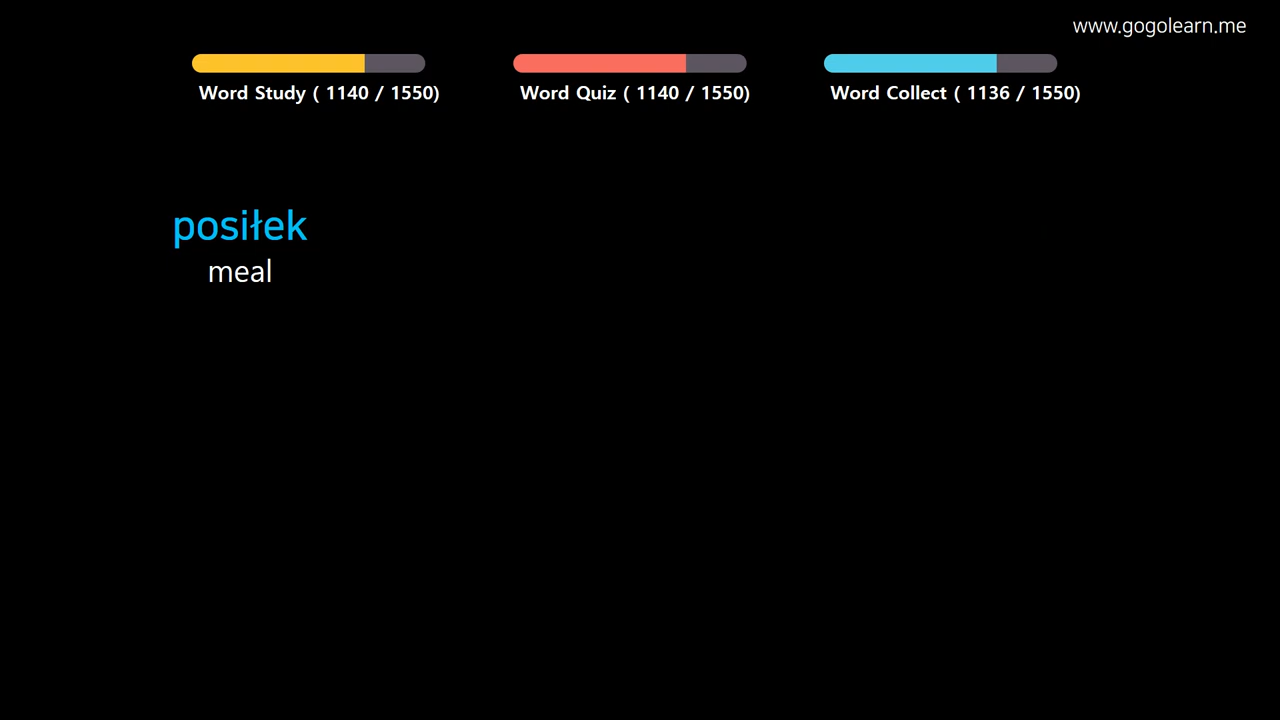 www.gogolearn.me
Word Study ( 1140 / 1550)
Word Quiz ( 1140 / 1550)
Word Collect ( 1136 / 1550)
posiłek
meal